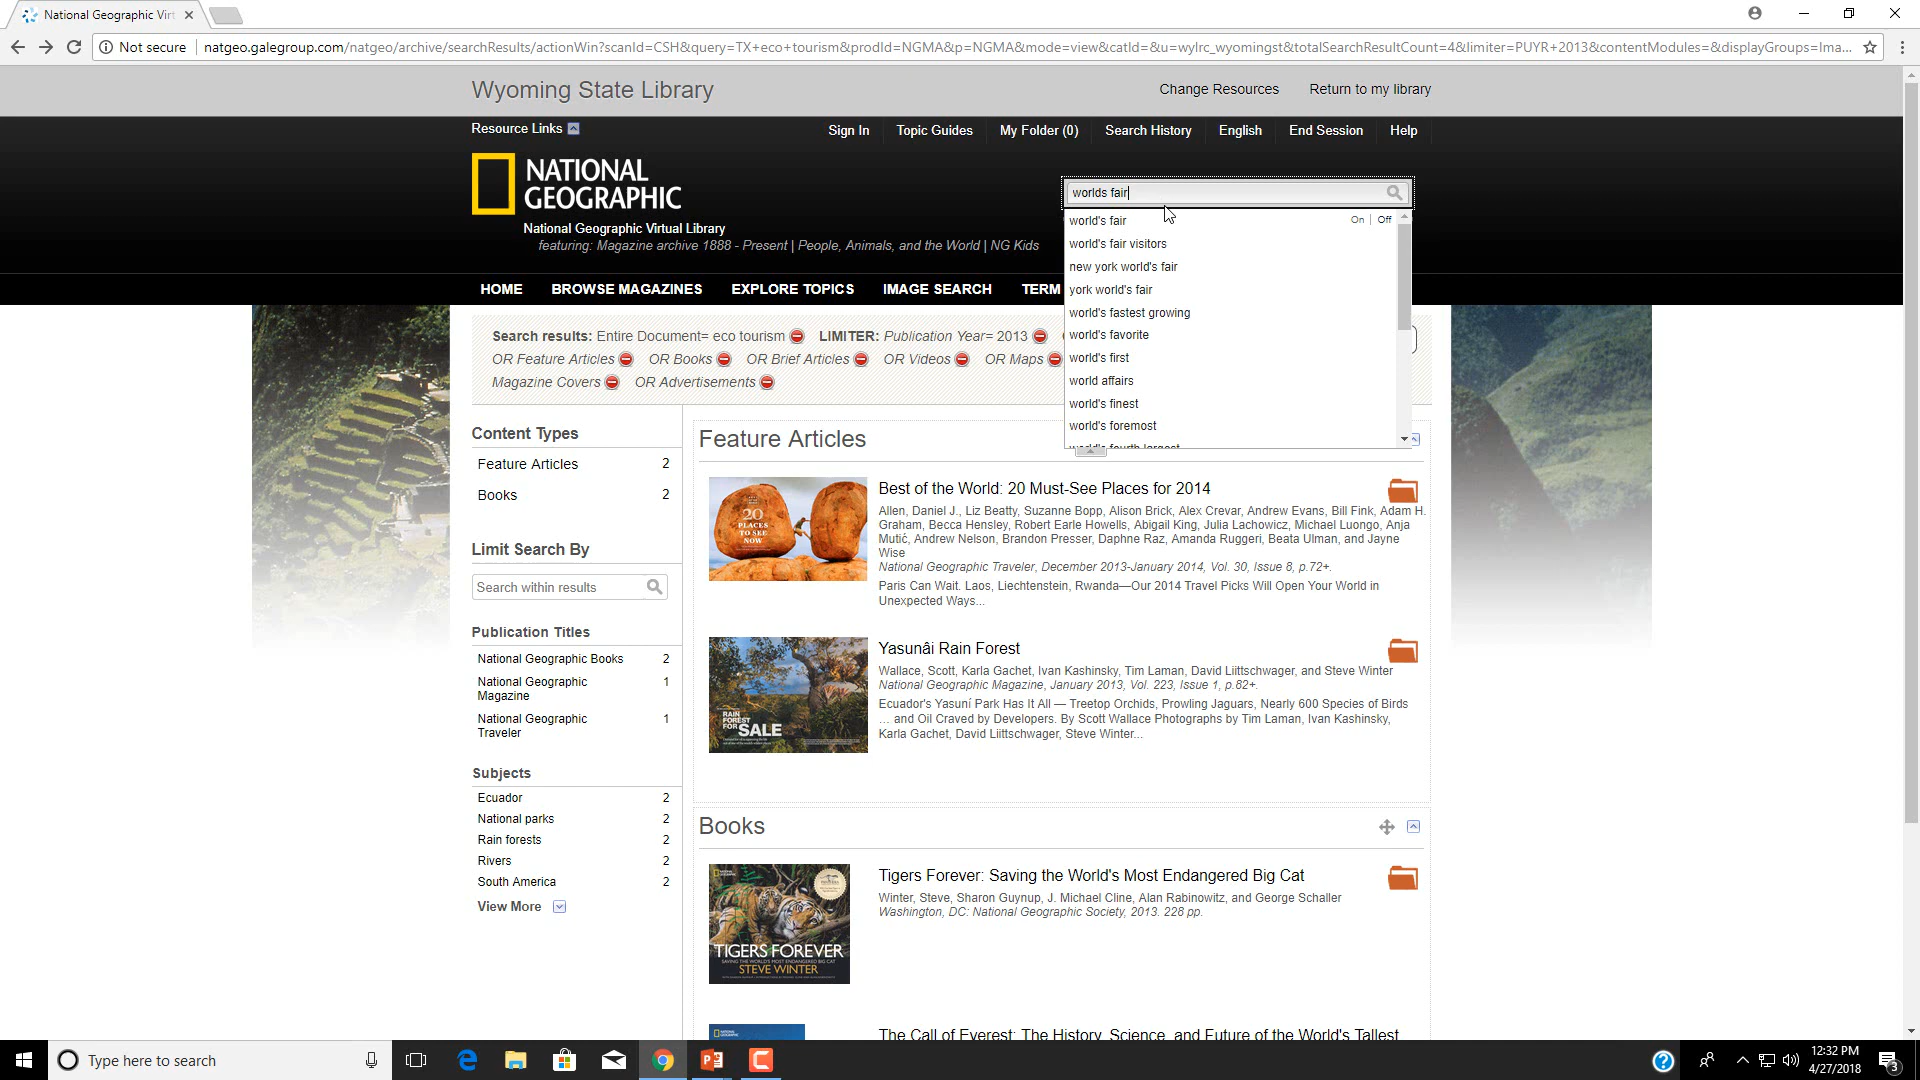 National Geographic Virt
Not secure
natgeo.galegroup.com/natgeo/archive/searchResults/actionWin?scanId=CSH&query=TX+eco+tourism&prodId=NGMA&p=NGMA&mode=view&catId=&u=wylrc_wyomingst&totalSearchResultCount=4&limiter=PUYR+2013&contentModules=&displayGroups=Ima...
Wyoming State Library
Change Resources
Return to my library
Resource Links
Sign In
Topic Guides
My Folder (0)
Search History
English
End Session
Help
NATIONAL
GEOGRAPHIC
National Geographic Virtual Library
featuring: Magazine archive 1888 - Present | People, Animals, and the World | NG Kids
worlds fair
world's fair
On | Off
world's fair visitors
new york world's fair
york world's fair
world's fastest growing
world's favorite
world's first
world affairs
world's finest
world's foremost
world's fourth largest
HOME
BROWSE MAGAZINES
EXPLORE TOPICS
IMAGE SEARCH
TERM
Search results: Entire Document= eco tourism
LIMITER: Publication Year= 2013
OR Feature Articles
OR Books
OR Brief Articles
OR Videos
OR Maps
Magazine Covers
OR Advertisements
Content Types
Feature Articles 2
Books 2
Limit Search By
Search within results
Publication Titles
National Geographic Books 2
National Geographic 1
Magazine
National Geographic 1
Traveler
Subjects
Ecuador 2
National parks 2
Rain forests 2
Rivers 2
South America 2
View More
Feature Articles
20
PLACES
TO SEE
NOW
Best of the World: 20 Must-See Places for 2014
Allen, Daniel J., Liz Beatty, Suzanne Bopp, Alison Brick, Alex Crevar, Andrew Evans, Bill Fink, Adam H.
Graham, Becca Hensley, Robert Earle Howells, Abigail King, Julia Lachowicz, Michael Luongo, Anja
Mutić, Andrew Nelson, Brandon Presser, Daphne Raz, Amanda Ruggeri, Beata Ulman, and Jayne
Wise
National Geographic Traveler, December 2013-January 2014, Vol. 30, Issue 8, p.72+.
Paris Can Wait. Laos, Liechtenstein, Rwanda—Our 2014 Travel Picks Will Open Your World in
Unexpected Ways...
RAIN
FOREST
FOR SALE
Yasunâi Rain Forest
Wallace, Scott, Karla Gachet, Ivan Kashinsky, Tim Laman, David Liittschwager, and Steve Winter
National Geographic Magazine, January 2013, Vol. 223, Issue 1, p.82+.
Ecuador's Yasuní Park Has It All — Treetop Orchids, Prowling Jaguars, Nearly 600 Species of Birds
... and Oil Craved by Developers. By Scott Wallace Photographs by Tim Laman, Ivan Kashinsky,
Karla Gachet, David Liittschwager, Steve Winter...
Books
TIGERS FOREVER
SAVING THE WORLD'S MOST ENDANGERED BIG CAT
STEVE WINTER
Tigers Forever: Saving the World's Most Endangered Big Cat
Winter, Steve, Sharon Guynup, J. Michael Cline, Alan Rabinowitz, and George Schaller
Washington, DC: National Geographic Society, 2013. 228 pp.
The Call of Everest: The History, Science, and Future of the World's Tallest
Type here to search
12:32 PM
4/27/2018
3